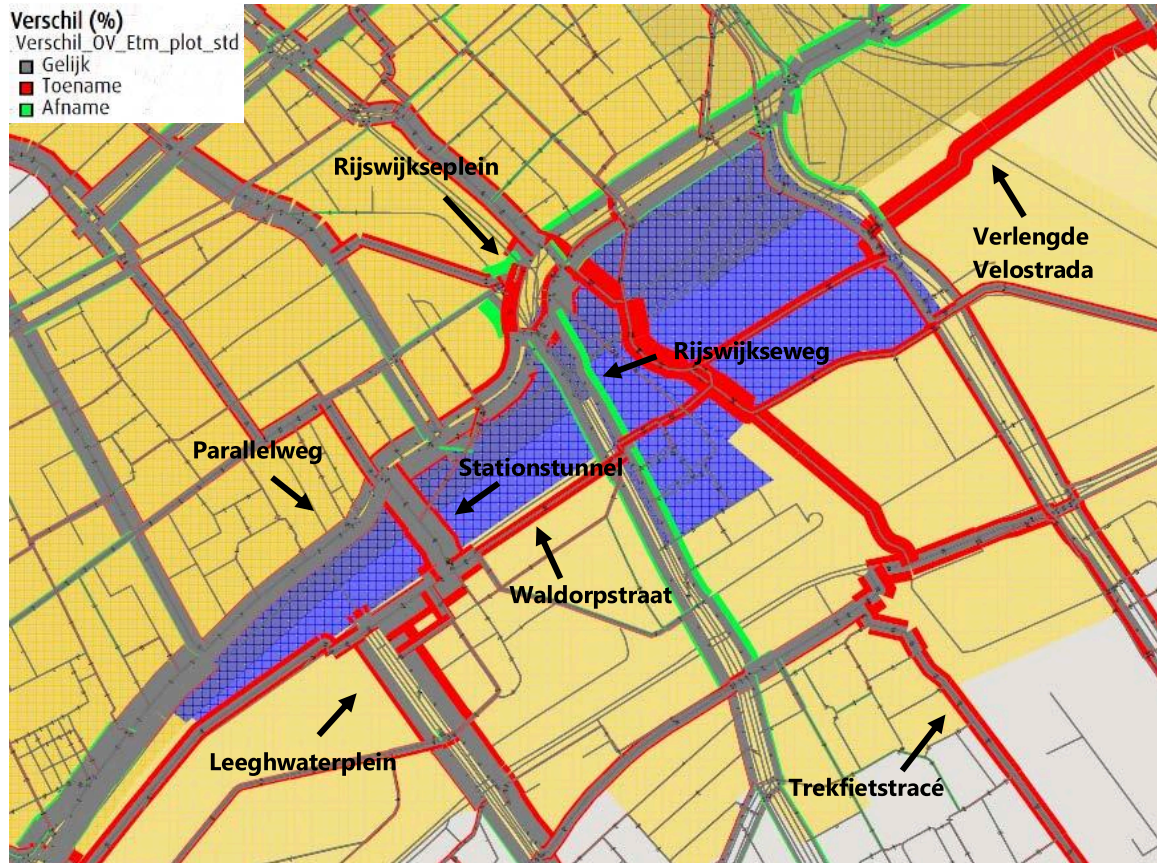 Verschil (%)
Verschil_OV_Etm_plot_std
Gelijk
Toename
Afname
Rijswijkseplein
Verlengde
Velostrada
Rijswijkseweg
Parallelweg
Stationstunnel
Waldorpstraat
Leeghwaterplein
Trekfietstracé